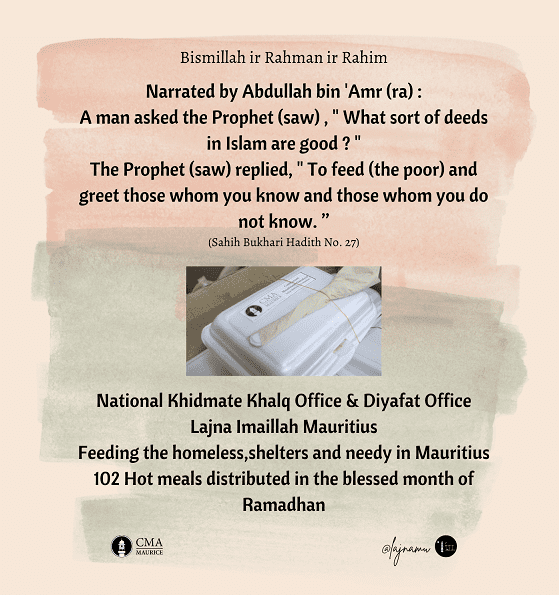 Bismillah ir Rahman ir Rahim
Narrated by Abdullah bin 'Amr (ra) :
A man asked the Prophet (saw) , " What sort of deeds
in Islam are good ? "
The Prophet (saw) replied, " To feed (the poor) and
greet those whom you know and those whom you do
not know. ”
(Sahih Bukhari Hadith No. 27)
CMA
National Khidmate Khalq Office & Diyafat Office
Lajna Imaillah Mauritius
Feeding the homeless,shelters and needy in Mauritius
102 Hot meals distributed in the blessed month of
Ramadhan
CMA
MAURICE
@lajnamu